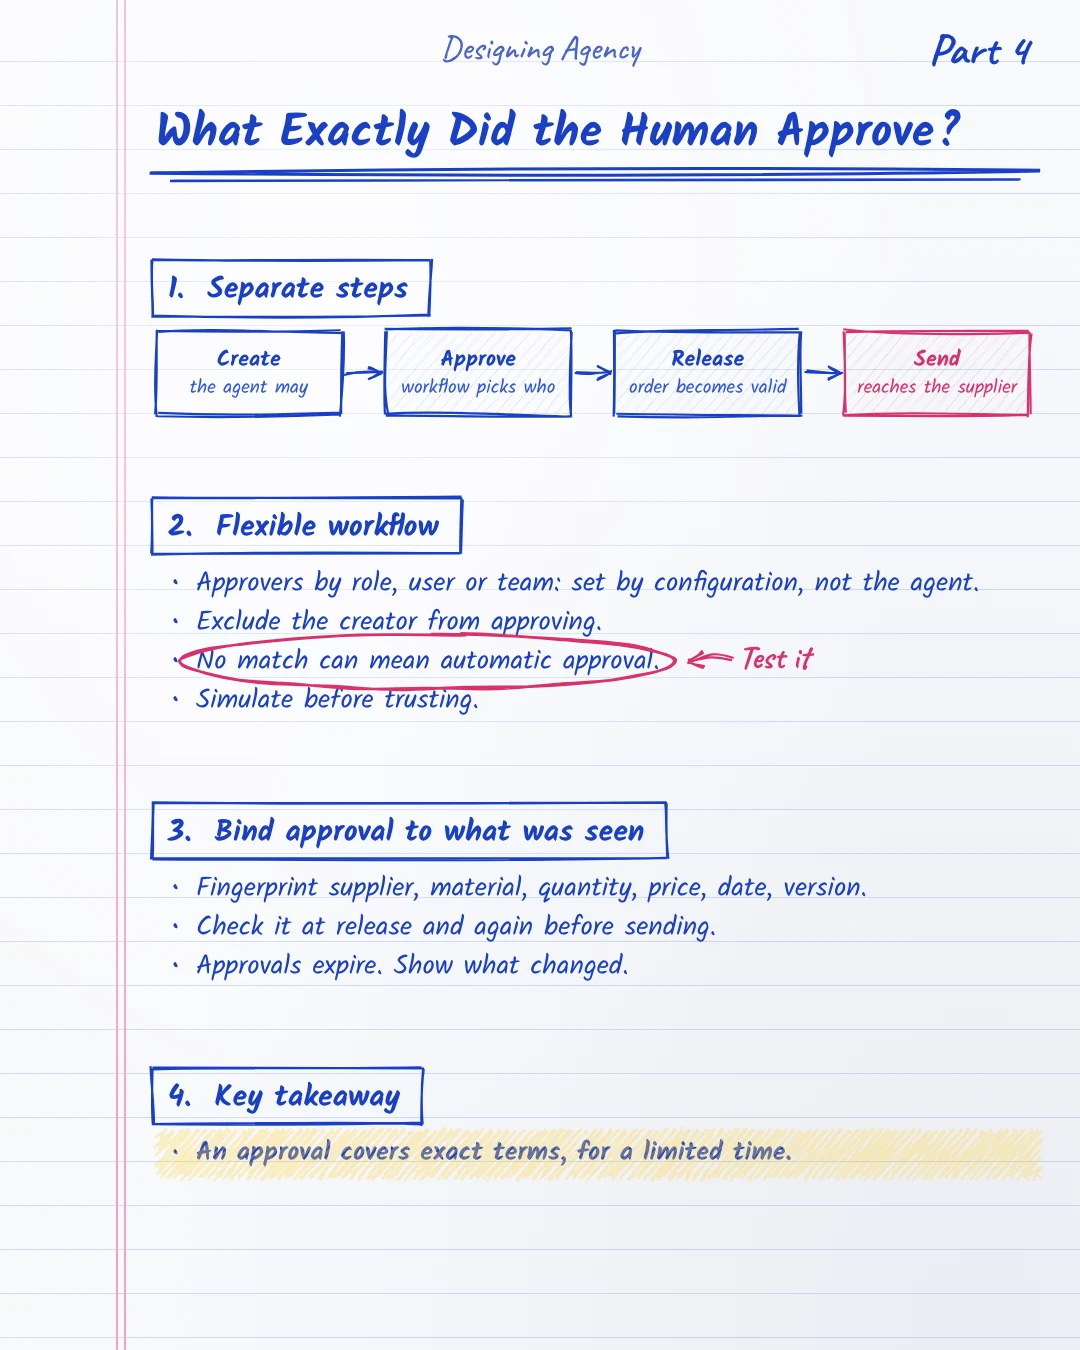 Designing Agency
Part 4
What Exactly Did the Human Approve?
1. Separate steps
Create
the agent may
Approve
workflow picks who
Release
order becomes valid
Send
reaches the supplier
2. Flexible workflow
· Approvers by role, user or team: set by configuration, not the agent.
· Exclude the creator from approving.
· No match can mean automatic approval.
Test it
· Simulate before trusting.
3. Bind approval to what was seen
· Fingerprint supplier, material, quantity, price, date, version.
· Check it at release and again before sending.
· Approvals expire. Show what changed.
4. Key takeaway
· An approval covers exact terms, for a limited time.